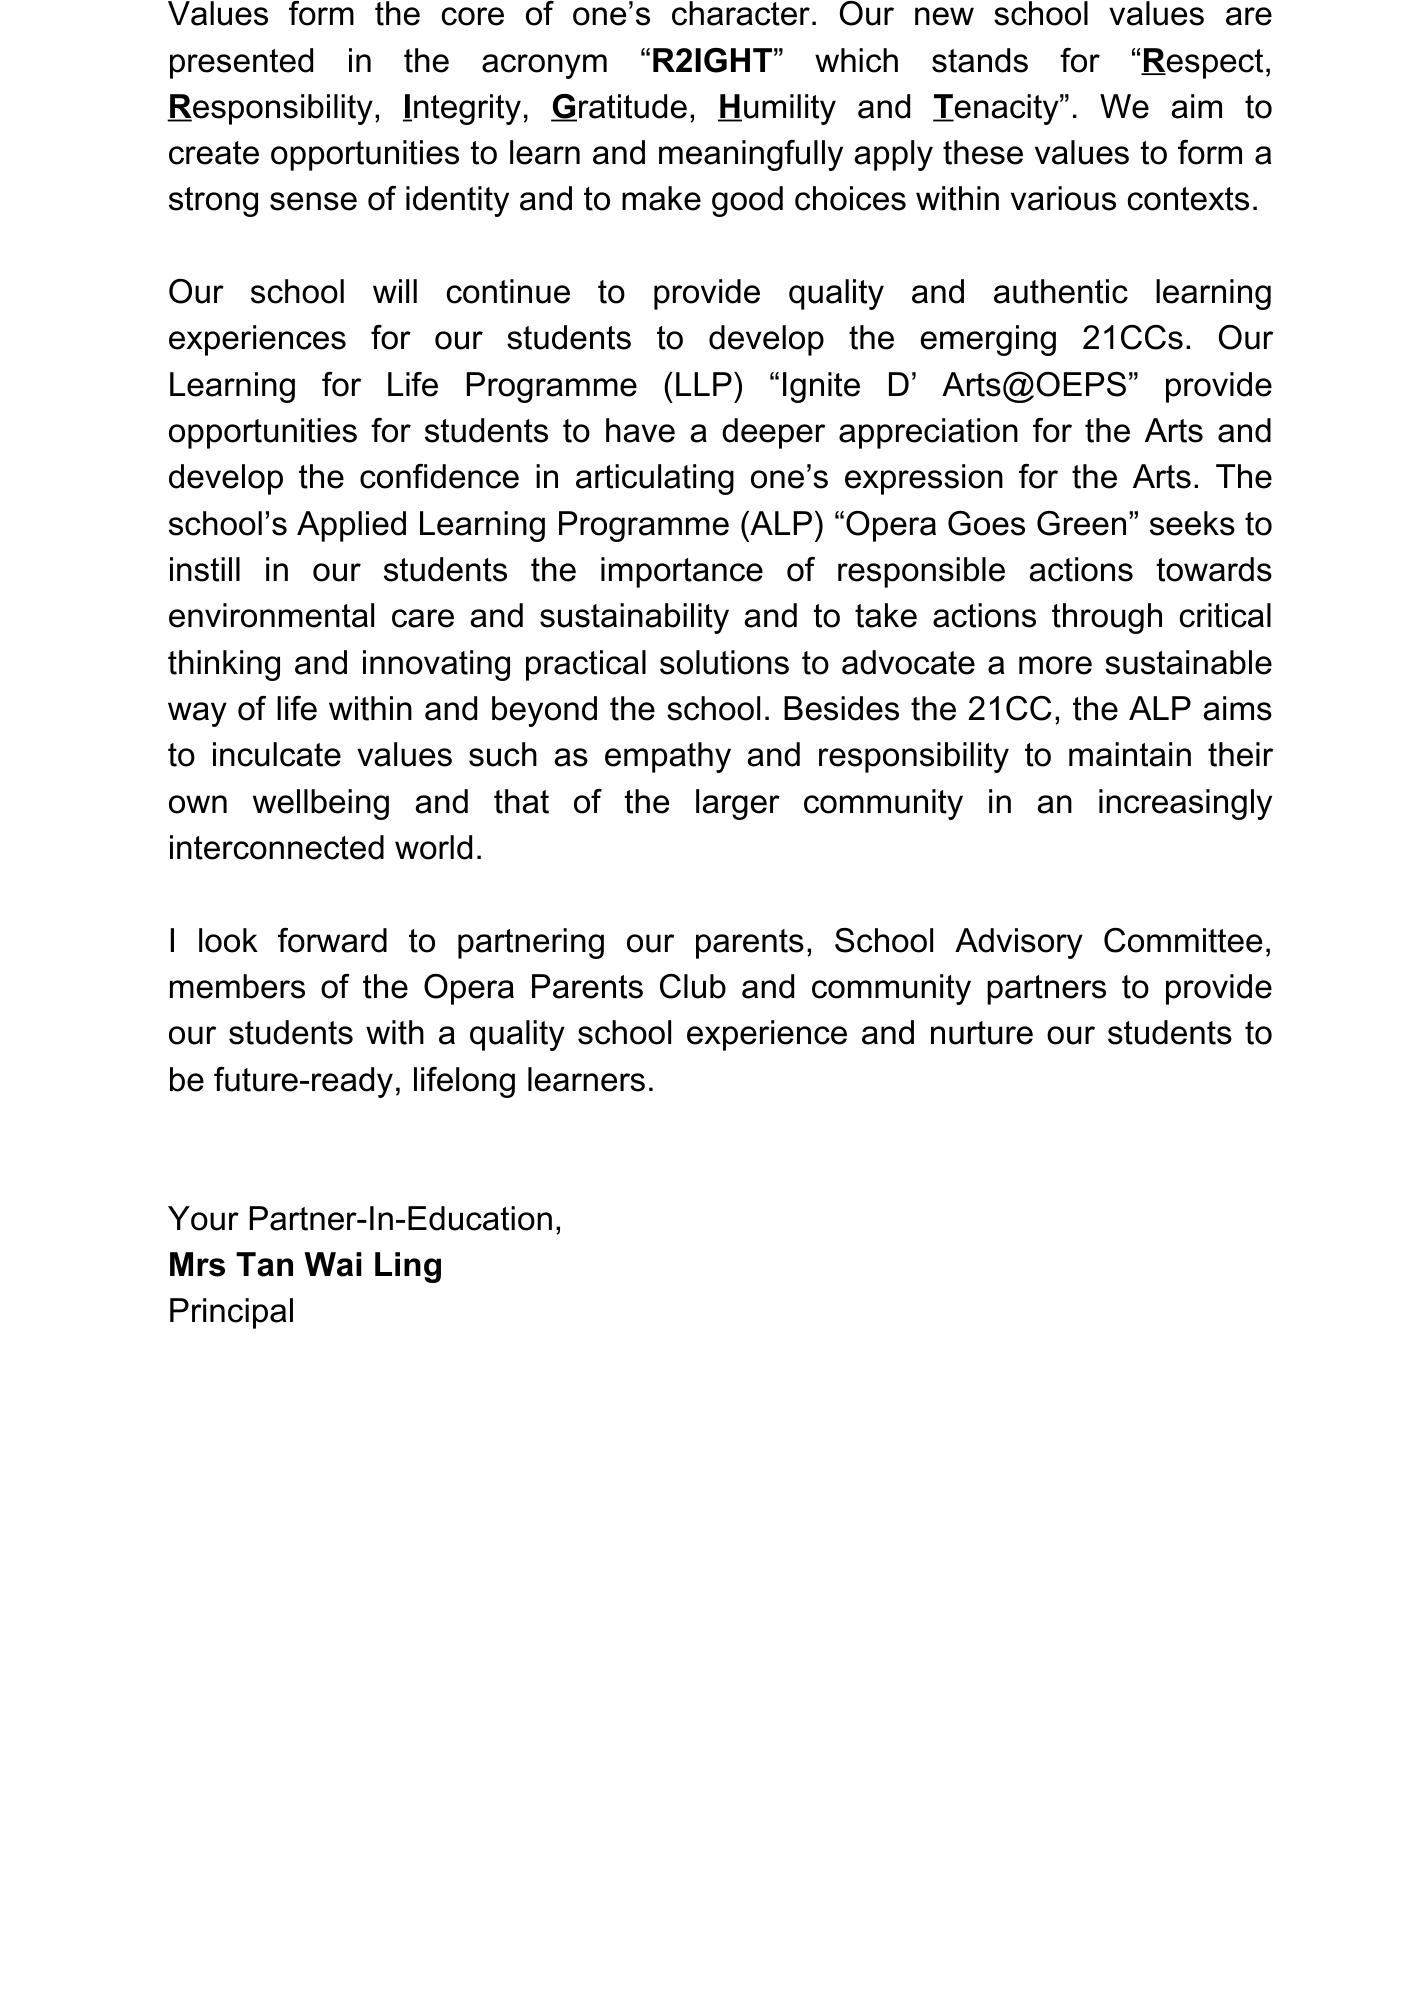 Values form the core of one’s character. Our new school values are
presented in the acronym “R2IGHT” which stands for “Respect,
Responsibility, Integrity, Gratitude, Humility and Tenacity”. We aim to
create opportunities to learn and meaningfully apply these values to form a
strong sense of identity and to make good choices within various contexts.
Our school will continue to provide quality and authentic learning
experiences for our students to develop the emerging 21CCs. Our
Learning for Life Programme (LLP) “Ignite D’ Arts@OEPS” provide
opportunities for students to have a deeper appreciation for the Arts and
develop the confidence in articulating one’s expression for the Arts. The
school’s Applied Learning Programme (ALP) “Opera Goes Green” seeks to
instill in our students the importance of responsible actions towards
environmental care and sustainability and to take actions through critical
thinking and innovating practical solutions to advocate a more sustainable
way of life within and beyond the school. Besides the 21CC, the ALP aims
to inculcate values such as empathy and responsibility to maintain their
own wellbeing and that of the larger community in an increasingly
interconnected world.
I look forward to partnering our parents, School Advisory Committee,
members of the Opera Parents Club and community partners to provide
our students with a quality school experience and nurture our students to
be future-ready, lifelong learners.
Your Partner-In-Education,
Mrs Tan Wai Ling
Principal